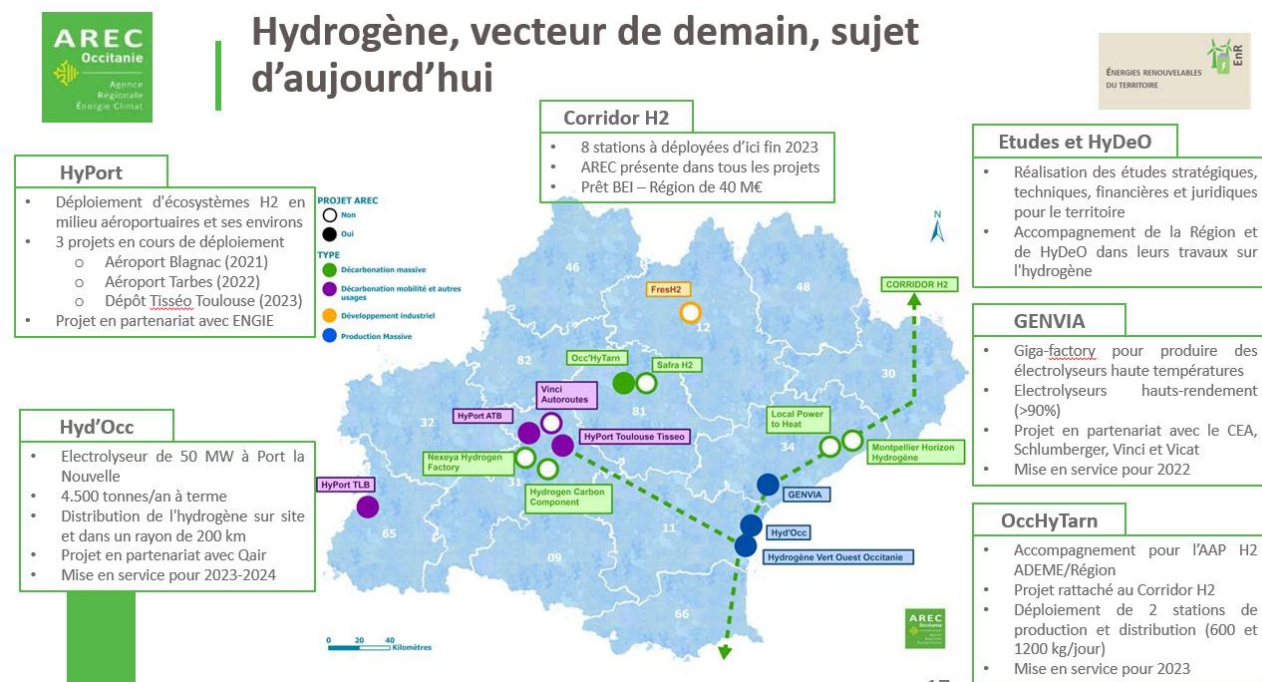 AREC
Occitanie
Agence
Régionale
Énergie Climat
Hydrogène, vecteur de demain, sujet
d'aujourd'hui
ÉNERGIES RENOUVELABLES
DU TERRITOIRE
EnR
Corridor H2
• 8 stations à déployées d'ici fin 2023
• AREC présente dans tous les projets
• Prêt BEI – Région de 40 M€
HyPort
• Déploiement d'écosystèmes H2 en
milieu aéroportuaires et ses environs
• 3 projets en cours de déploiement
o Aéroport Blagnac (2021)
o Aéroport Tarbes (2022)
o Dépôt Tisséo Toulouse (2023)
• Projet en partenariat avec ENGIE
Hyd'Occ
• Electrolyseur de 50 MW à Port la
Nouvelle
• 4.500 tonnes/an à terme
• Distribution de l'hydrogène sur site
et dans un rayon de 200 km
• Projet en partenariat avec Qair
• Mise en service pour 2023-2024
PROJET AREC
Non
Oui
TYPE
Décarbonation massive
Décarbonation mobilité et autres
usages
Développement industriel
Production Massive
N
46
48
CORRIDOR H2
FresH2
12
82
30
Occ'HyTarn
Safra H2
Vinci
Autoroutes
81
32
HyPort ATB
HyPort Toulouse Tisseo
Local Power
to Heat
34
Montpellier Horizon
Hydrogène
Nexeya Hydrogen
Factory
31
Hydrogen Carbon
Component
HyPort TLB
GENVIA
65
11
Hyd'Occ
Hydrogène Vert Ouest Occitanie
09
66
0 20 40
Kilomètres
AREC
Occitanie
Etudes et HyDeO
• Réalisation des études stratégiques,
techniques, financières et juridiques
pour le territoire
• Accompagnement de la Région et
de HyDeO dans leurs travaux sur
l'hydrogène
GENVIA
• Giga-factory pour produire des
électrolyseurs haute températures
• Electrolyseurs hauts-rendement
(>90%)
• Projet en partenariat avec le CEA,
Schlumberger, Vinci et Vicat
• Mise en service pour 2022
OccHyTarn
• Accompagnement pour l'AAP H2
ADEME/Région
• Projet rattaché au Corridor H2
• Déploiement de 2 stations de
production et distribution (600 et
1200 kg/jour)
• Mise en service pour 2023